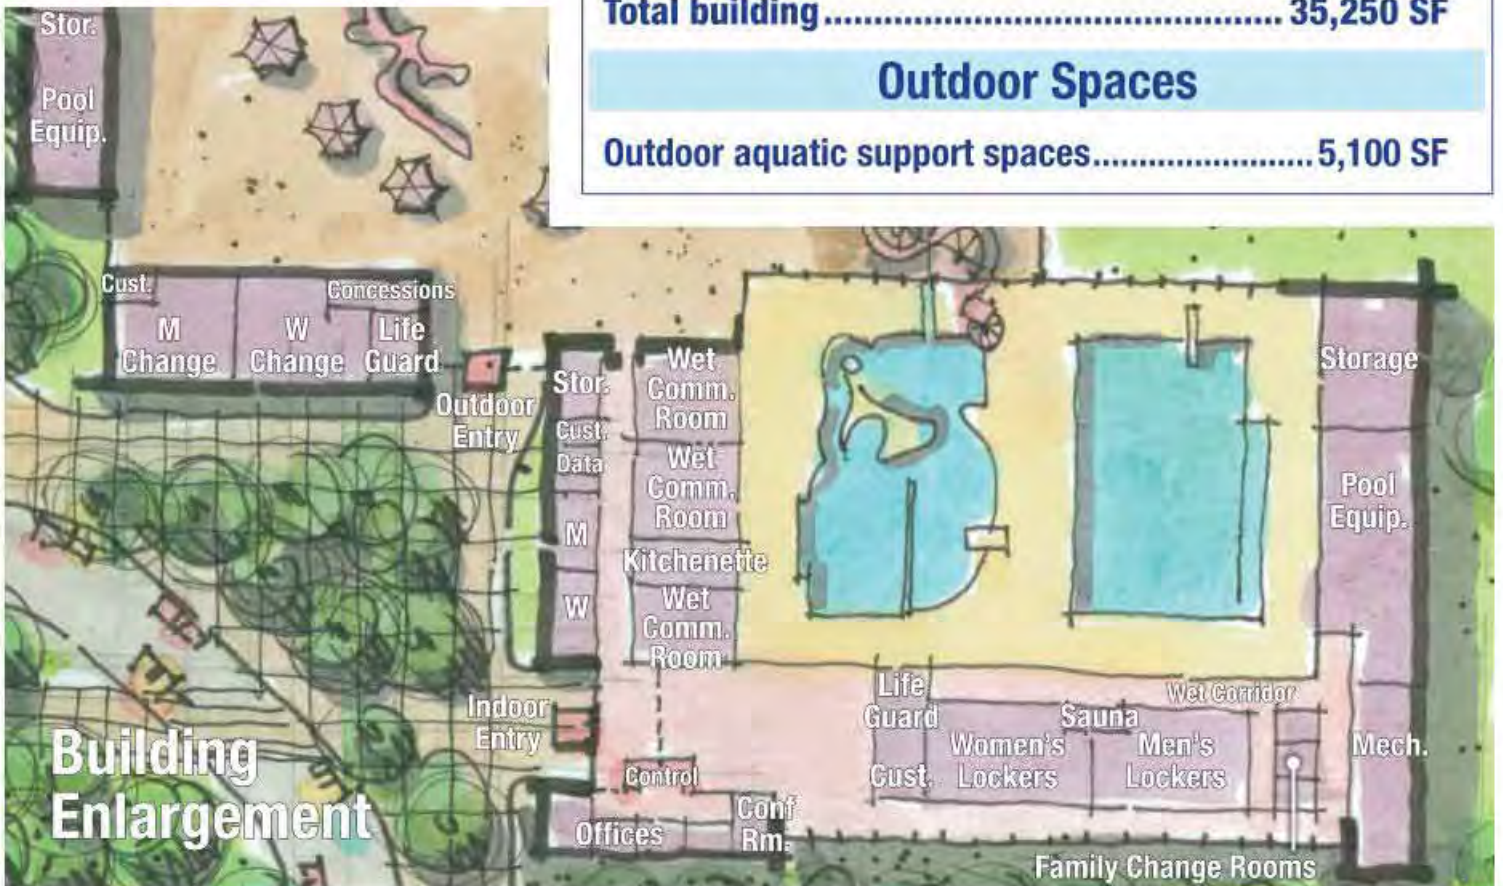 Total building ............................................... 35,250 SF
Outdoor Spaces
Outdoor aquatic support spaces........................ 5,100 SF
Stor.
Pool
Equip.
Cust.
Concessions
M
Change
W
Change
Life
Guard
Outdoor
Entry
Stor.
Cust.
Data
M
W
Wet
Comm.
Room
Wet
Comm.
Room
Kitchenette
Wet
Comm.
Room
Storage
Pool
Equip.
Indoor
Entry
Control
Offices
Conf
Rm.
Life
Guard
Cust.
Women's
Lockers
Sauna
Men's
Lockers
Wet Corridor
Mech.
Family Change Rooms
Building
Enlargement